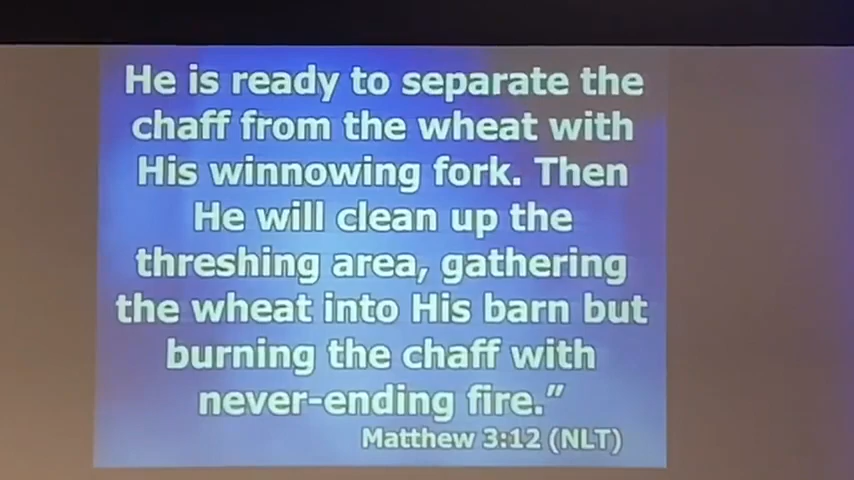 He is ready to separate the
chaff from the wheat with
His winnowing fork. Then
He will clean up the
threshing area, gathering
the wheat into His barn but
burning the chaff with
never-ending fire.”
Matthew 3:12 (NLT)